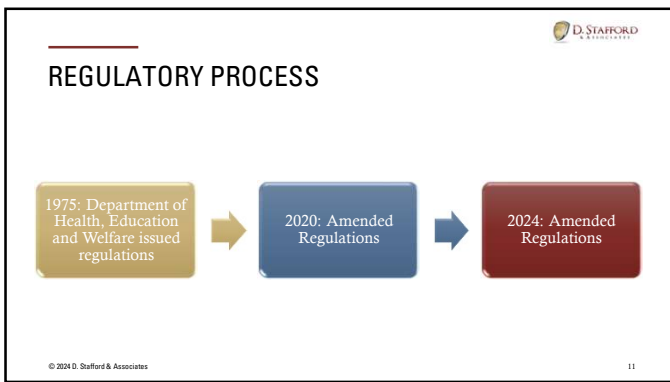 D. STAFFORD
& ASSOCIATES
REGULATORY PROCESS
1975: Department of
Health, Education
and Welfare issued
regulations
2020: Amended
Regulations
2024: Amended
Regulations
© 2024 D. Stafford & Associates
11